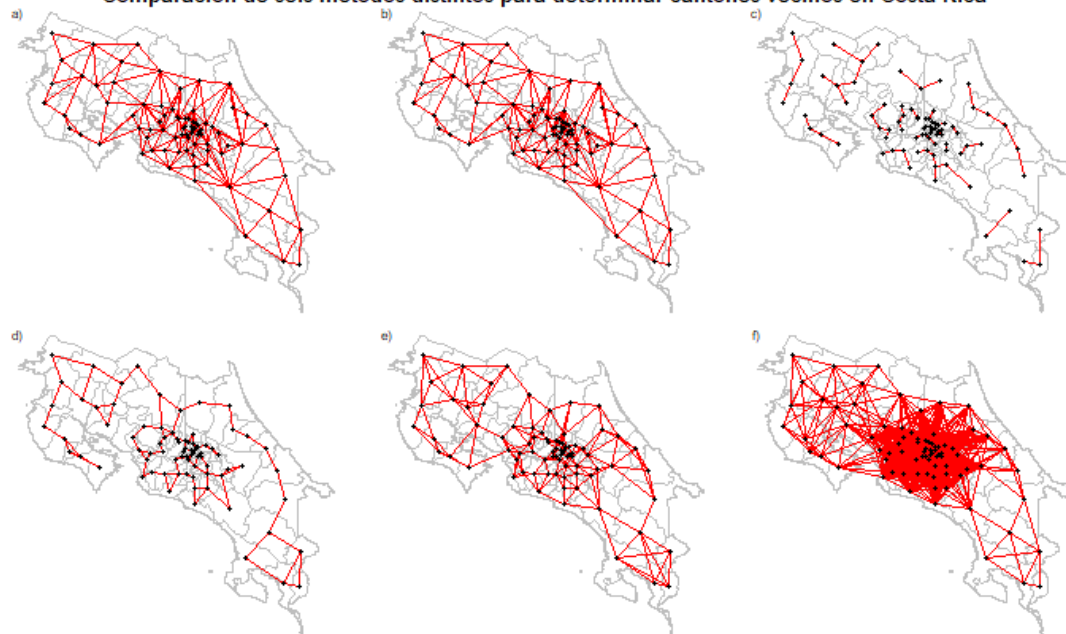 Comparación de seis métodos distintos para determinar cantones vecinos en Costa Rica
a)
b)
c)
d)
e)
f)